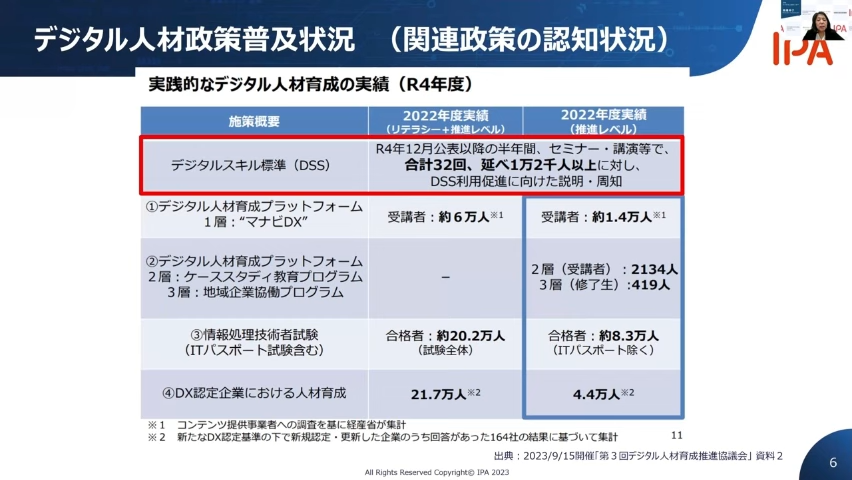 デジタル人材政策普及状況 （関連政策の認知状況）
IPA
実践的なデジタル人材育成の実績（R4年度）
施策概要
2022年度実績
（リテラシー＋推進レベル）
2022年度実績
（推進レベル）
デジタルスキル標準（DSS）
R4年12月公表以降の半年間、セミナー・講演等で、
合計32回、延べ1万2千人以上に対し、
DSS利用促進に向けた説明・周知
①デジタル人材育成プラットフォーム
１層：“マナビDX”
受講者：約６万人※1
受講者：約1.4万人※1
②デジタル人材育成プラットフォーム
２層：ケーススタディ教育プログラム
３層：地域企業協働プログラム
－
２層（受講者）：2134人
３層（修了生）:419人
③情報処理技術者試験
（ITパスポート試験含む）
合格者：約20.2万人
（試験全体）
合格者：約8.3万人
（ITパスポート除く）
④DX認定企業における人材育成
21.7万人※2
4.4万人※2
※１ コンテンツ提供事業者への調査を基に経産省が集計
※２ 新たなDX認定基準の下で新規認定・更新した企業のうち回答があった164社の結果に基づいて集計
11
出典：2023/9/15開催「第３回デジタル人材育成推進協議会」資料２
All Rights Reserved Copyright© IPA 2023
6